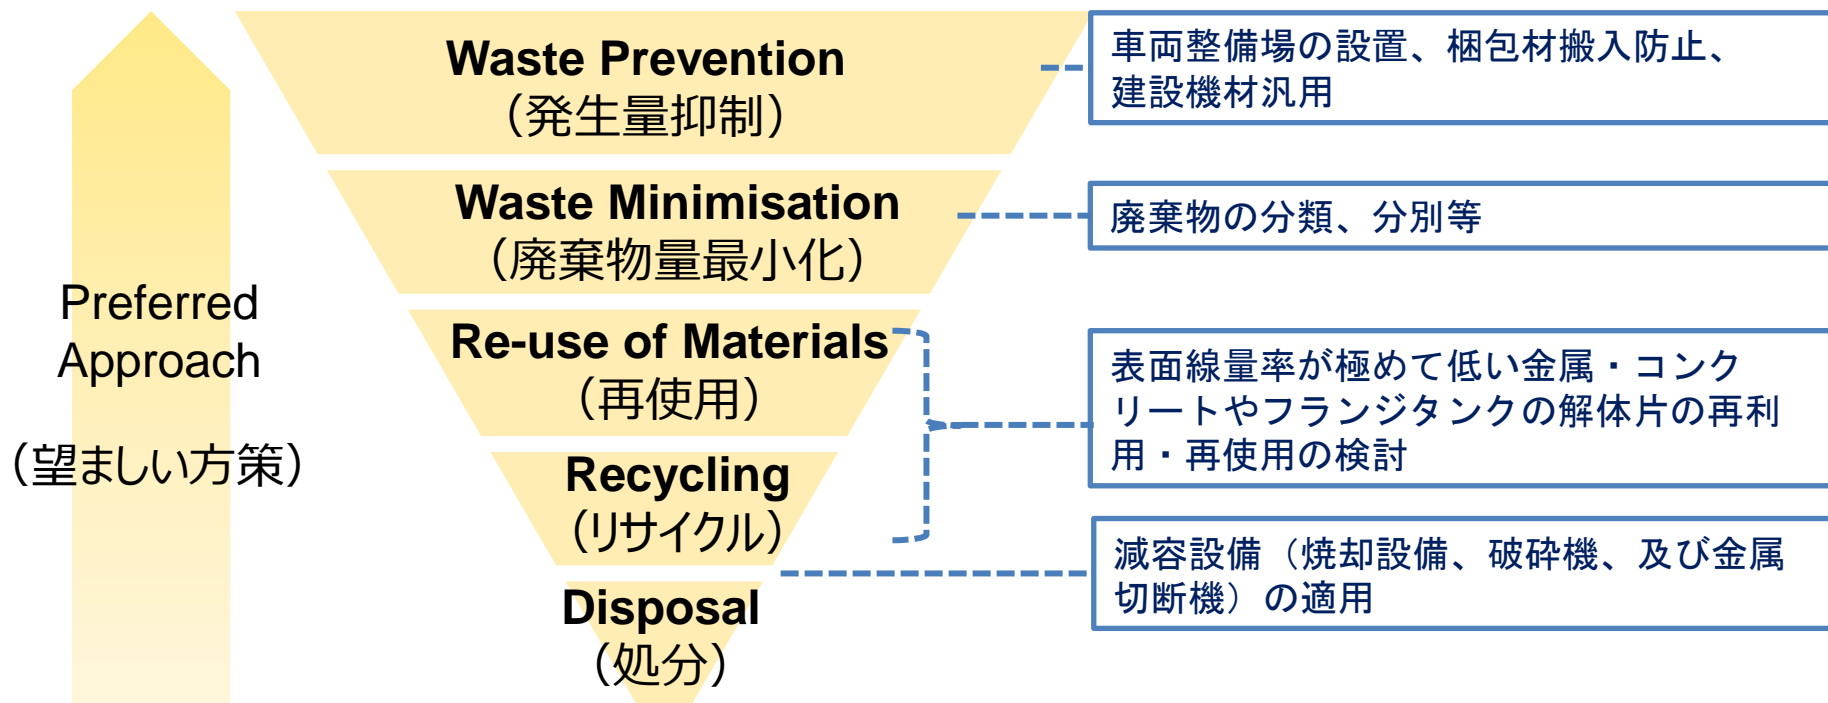 Preferred
Approach
（望ましい方策）
Waste Prevention
（発生量抑制）
車両整備場の設置、梱包材搬入防止、
建設機材汎用
Waste Minimisation
（廃棄物量最小化）
廃棄物の分類、分別等
Re-use of Materials
（再使用）
Recycling
（リサイクル）
表面線量率が極めて低い金属・コンク
リートやフランジタンクの解体片の再利
用・再使用の検討
Disposal
（処分）
減容設備（焼却設備、破砕機、及び金属
切断機）の適用